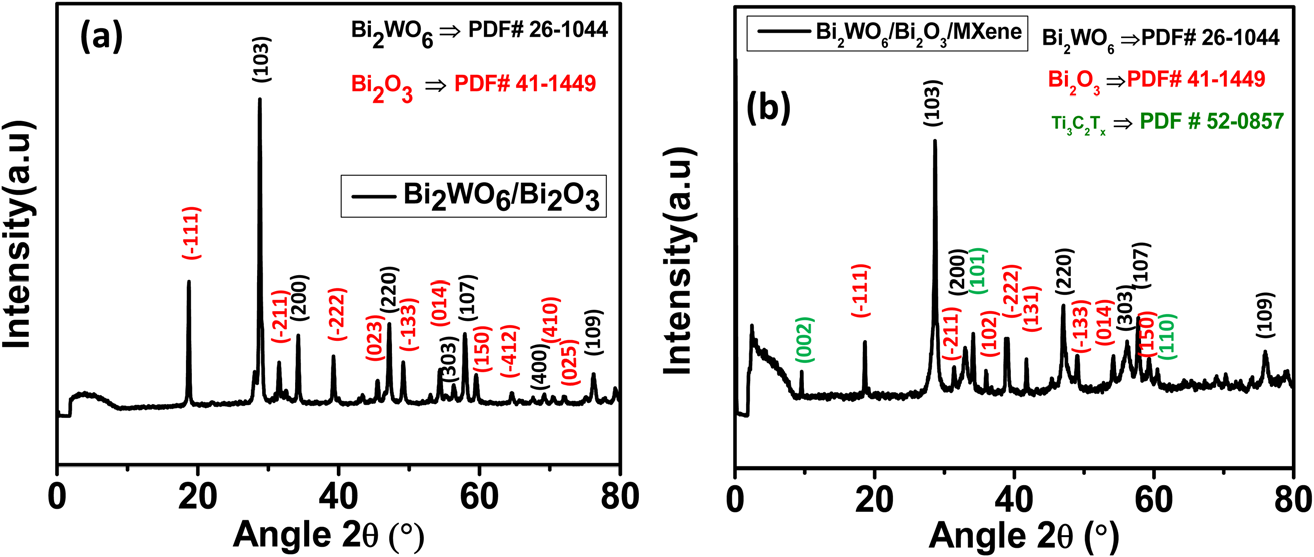 (a)
Bi₂WO₆ ⇒ PDF# 26-1044
Bi₂O₃ ⇒ PDF# 41-1449
Bi₂WO₆/Bi₂O₃
Intensity(a.u)
(-111)
(103)
(-211)
(200)
(-222)
(023)
(220)
(-133)
(014)
(303)
(107)
(150)
(-412)
(400)
(410)
(025)
(109)
0 20 40 60 80
Angle 2θ (°)
(b)
Bi₂WO₆/Bi₂O₃/MXene
Bi₂WO₆ ⇒PDF# 26-1044
Bi₂O₃ ⇒PDF# 41-1449
Ti₃C₂Tₓ ⇒ PDF # 52-0857
Intensity(a.u)
(002)
(-111)
(103)
(-211)
(200)
(101)
(102)
(-222)
(131)
(220)
(-133)
(014)
(303)
(107)
(150)
(110)
(109)
0 20 40 60 80
Angle 2θ (°)